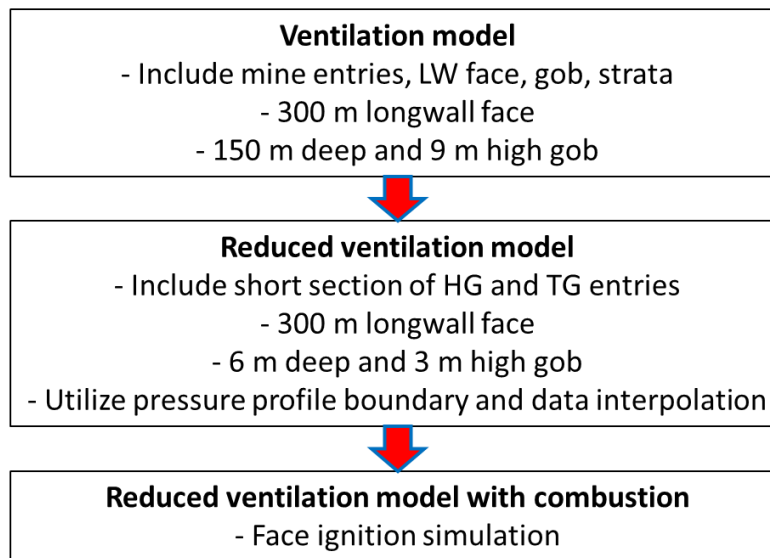 Ventilation model
- Include mine entries, LW face, gob, strata
- 300 m longwall face
- 150 m deep and 9 m high gob
Reduced ventilation model
- Include short section of HG and TG entries
- 300 m longwall face
- 6 m deep and 3 m high gob
- Utilize pressure profile boundary and data interpolation
Reduced ventilation model with combustion
- Face ignition simulation